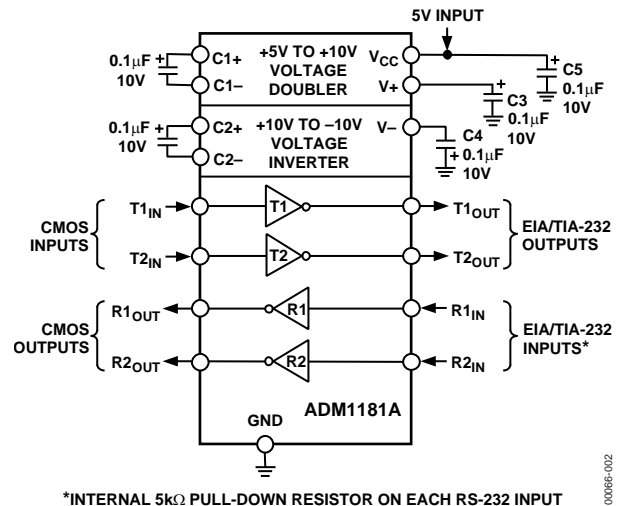 5V INPUT
0.1μF
10V
+
C1+
C1–
+5V TO +10V
VOLTAGE
DOUBLER
VCC
V+
+
C5
0.1μF
10V
+
C3
0.1μF
10V
0.1μF
10V
+
C2+
C2–
+10V TO –10V
VOLTAGE
INVERTER
V–
C4
+
0.1μF
10V
CMOS
INPUTS
T1IN
T1
T1OUT
T2IN
T2
T2OUT
EIA/TIA-232
OUTPUTS
CMOS
OUTPUTS
R1OUT
R1
R1IN
R2OUT
R2
R2IN
EIA/TIA-232
INPUTS*
GND
ADM1181A
*INTERNAL 5kΩ PULL-DOWN RESISTOR ON EACH RS-232 INPUT
00066-002